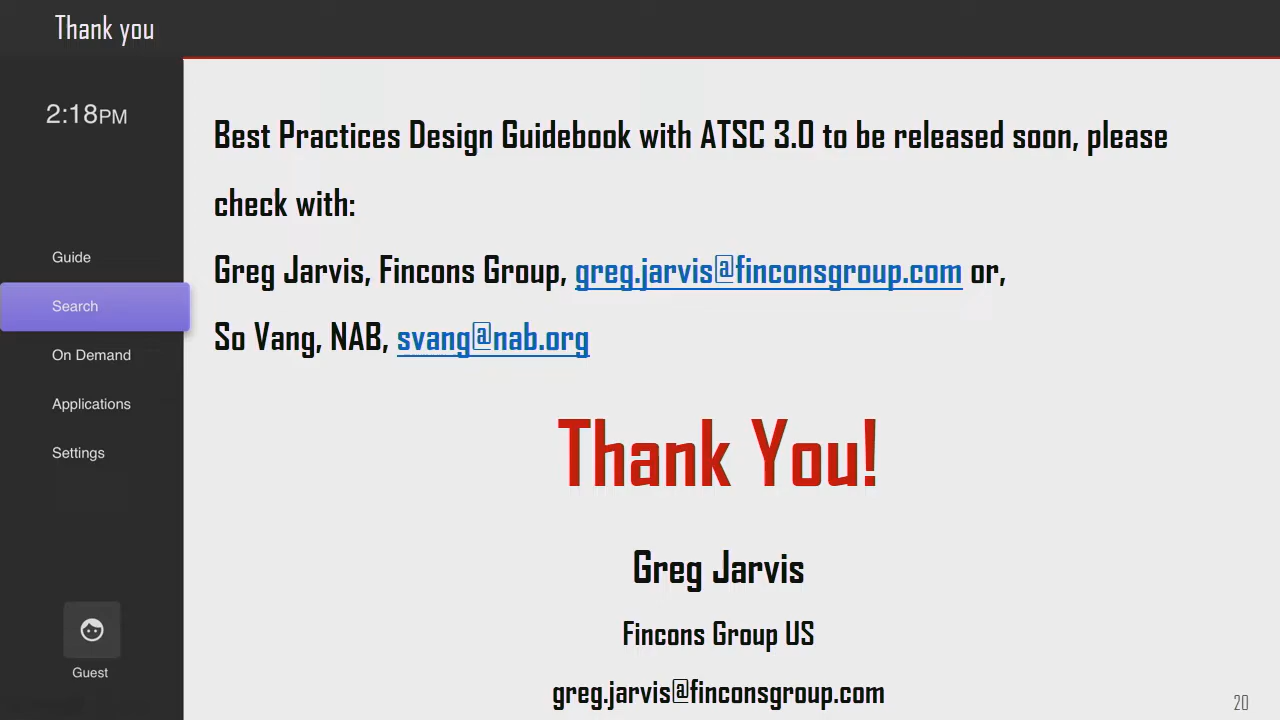 Thank you
2:18PM
Guide
Search
On Demand
Applications
Settings
Guest
Best Practices Design Guidebook with ATSC 3.0 to be released soon, please
check with:
Greg Jarvis, Fincons Group, greg.jarvis@finconsgroup.com or,
So Vang, NAB, svang@nab.org
Thank You!
Greg Jarvis
Fincons Group US
greg.jarvis@finconsgroup.com
20